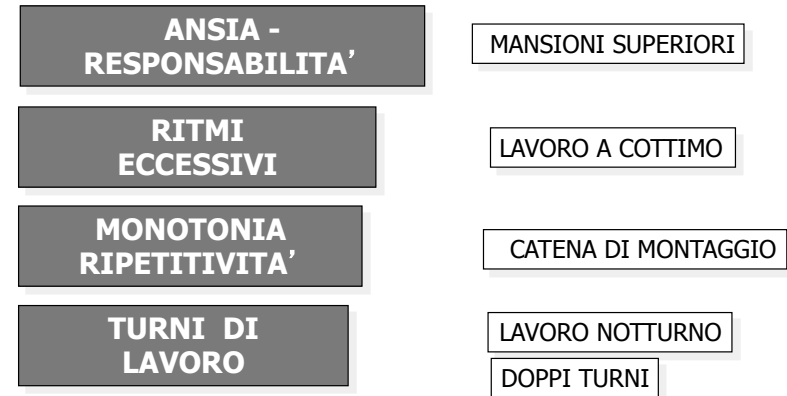 ANSIA -
RESPONSABILITA’
MANSIONI SUPERIORI
RITMI
ECCESSIVI
LAVORO A COTTIMO
MONOTONIA
RIPETITIVITA’
CATENA DI MONTAGGIO
TURNI DI
LAVORO
LAVORO NOTTURNO
DOPPI TURNI